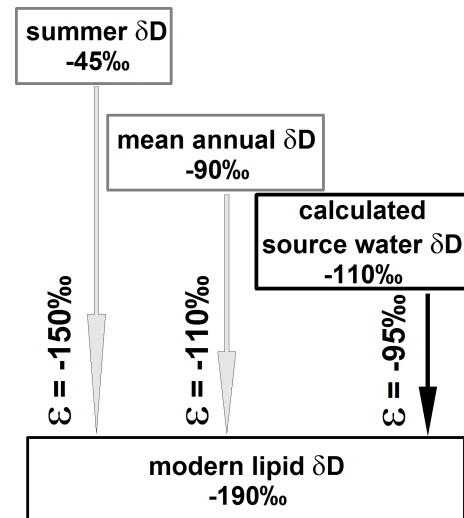 summer δD
-45‰
mean annual δD
-90‰
calculated
source water δD
-110‰
ε = -150‰
ε = -110‰
ε = -95‰
modern lipid δD
-190‰